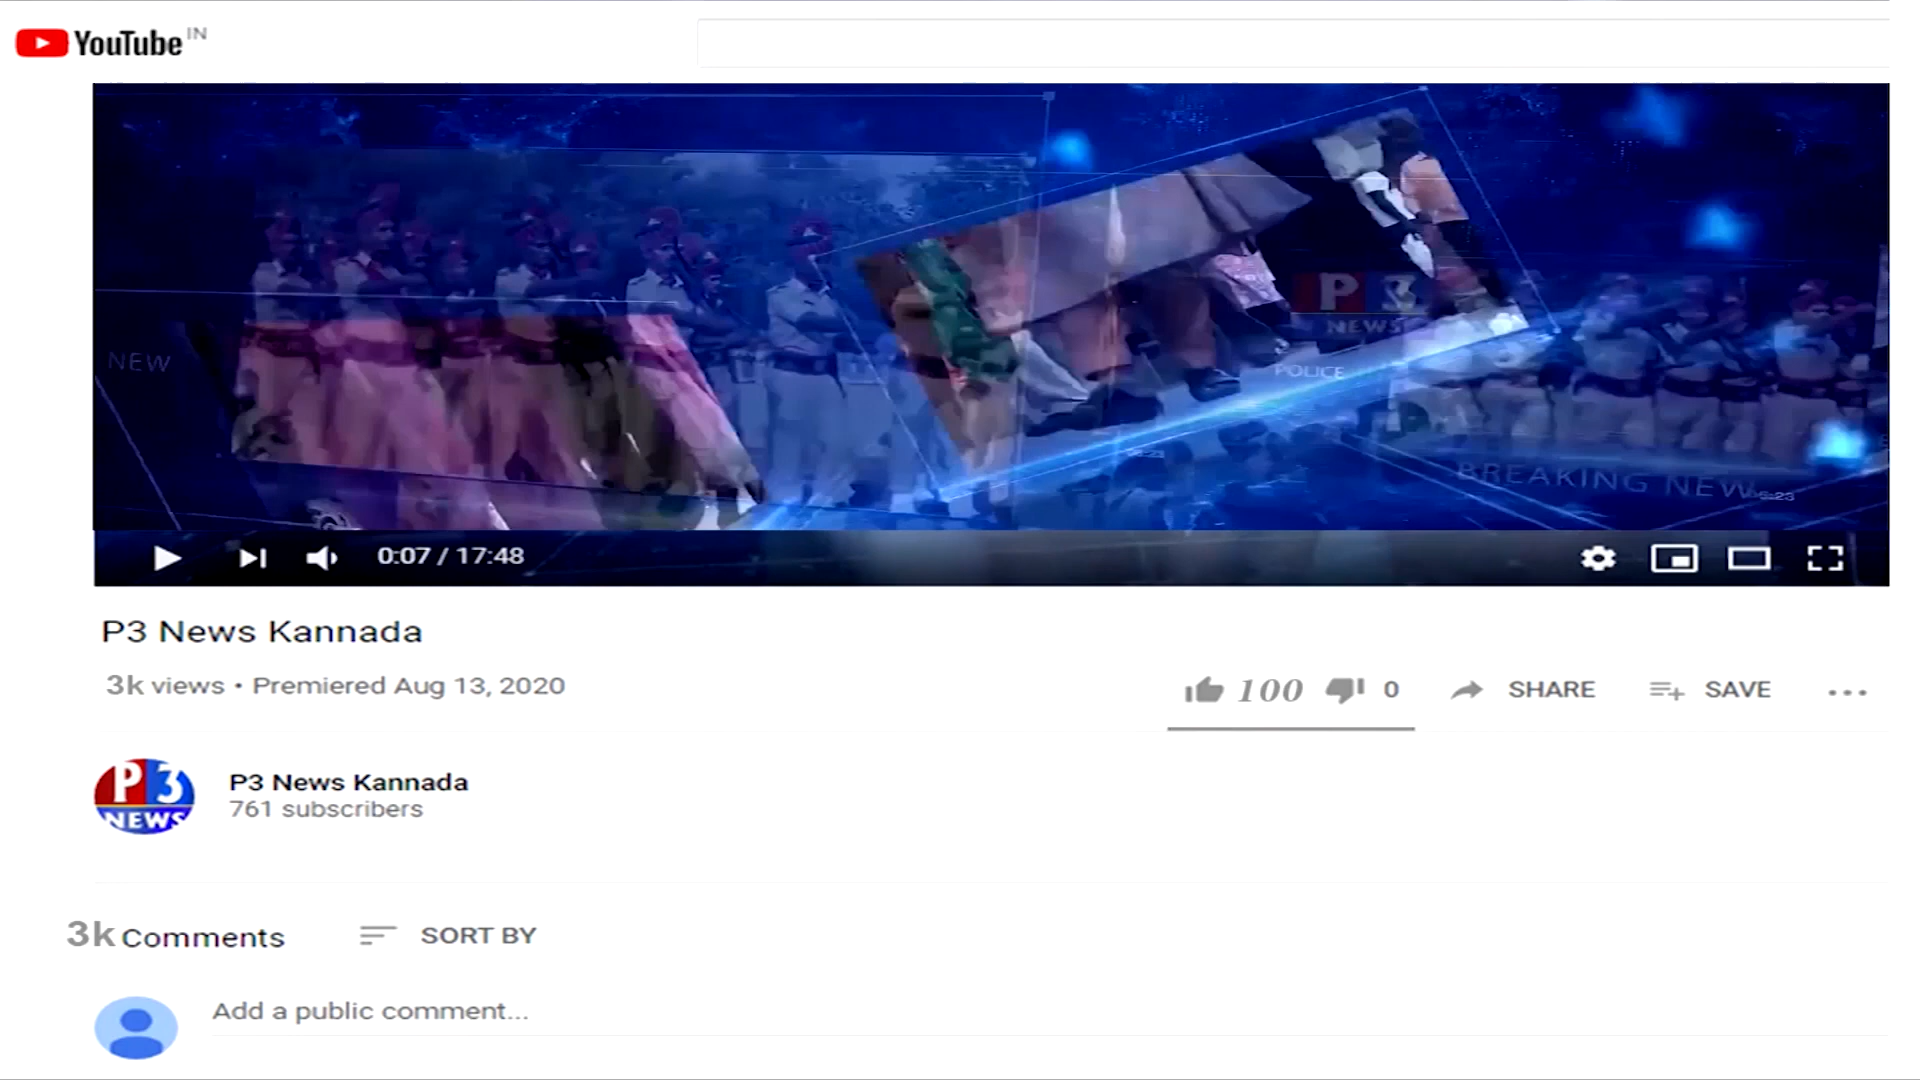 YouTube IN
P3
NEWS
NEW
POLICE
BREAKING NEW
0:07 / 17:48
P3 News Kannada
3k views • Premiered Aug 13, 2020
100 0 SHARE SAVE
P3
NEWS
P3 News Kannada
761 subscribers
3k Comments SORT BY
Add a public comment...